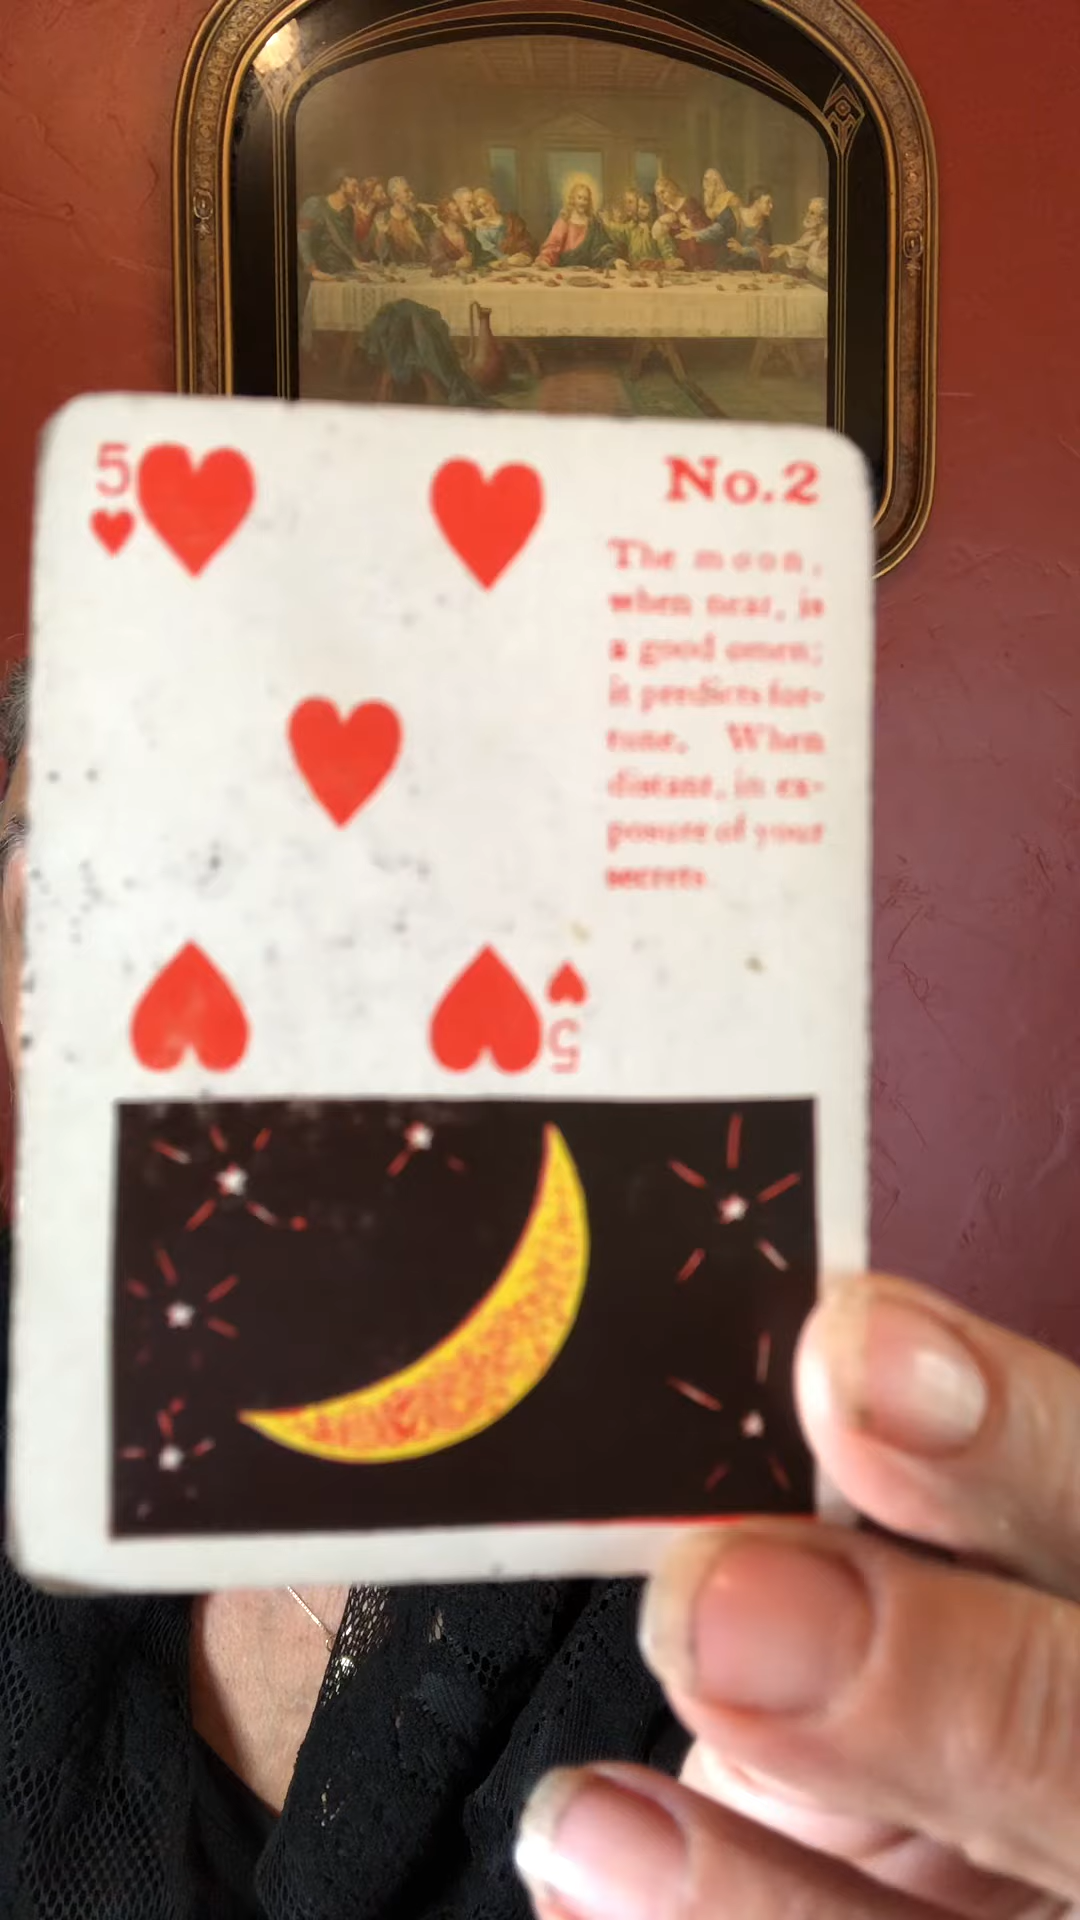 5
No.2
The moon,
when near, is
a good omen;
it predicts for-
tune. When
distant, in ex-
posure of your
secrets
5